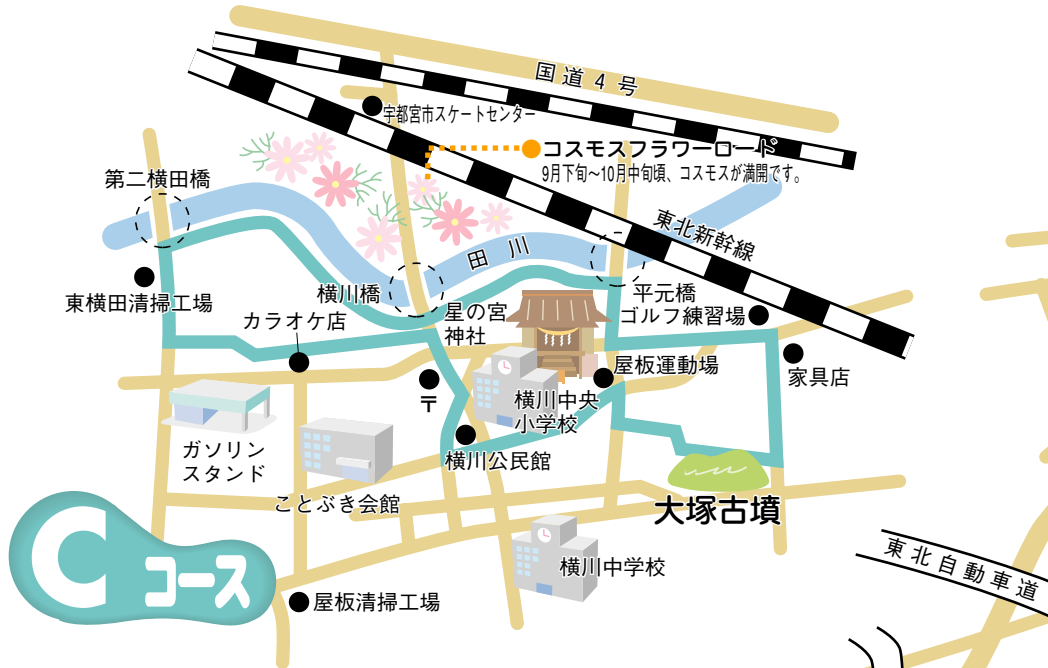 国道4号
宇都宮市スケートセンター
コスモスフラワーロード
9月下旬～10月中旬頃、コスモスが満開です。
第二横田橋
東北新幹線
田川
東横田清掃工場
横川橋
平元橋
カラオケ店
星の宮
神社
ゴルフ練習場
屋板運動場
家具店
〒
横川中央
小学校
ガソリン
スタンド
横川公民館
ことぶき会館
大塚古墳
Cコース
横川中学校
東北自動車道
屋板清掃工場